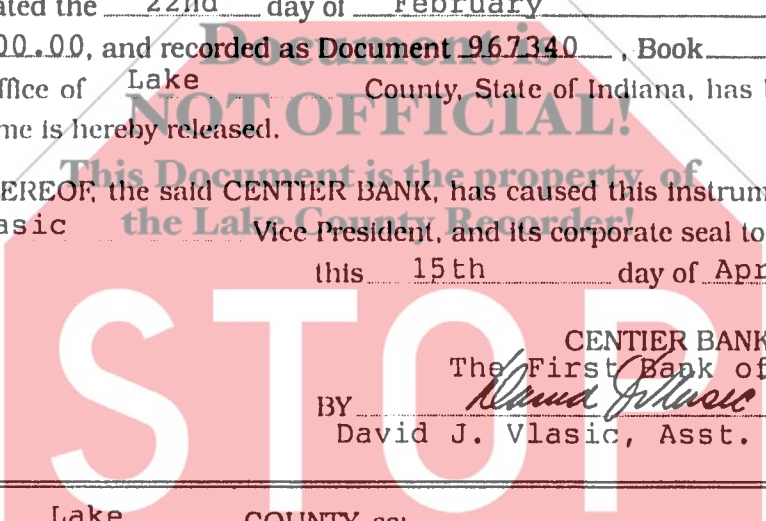 ated the 22nd day of February
00.00, and recorded as Document 967340 , Book
Document is
ffice of Lake County, State of Indiana, has
NOT OFFICIAL!
me is hereby released.
This Document is the property of
EREOF, the said CENTIER BANK, has caused this instrum
the Lake County Recorder!
asic Vice President, and its corporate seal to
this 15th day of Apr
STOP
CENTIER BANK
The First Bank of
BY David J Vlasic
David J. Vlasic, Asst.
Lake COUNTY, ss: